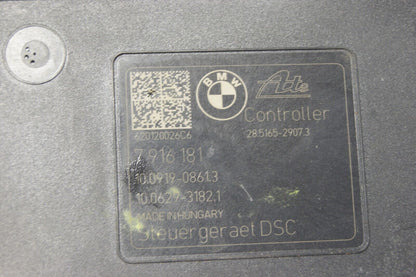 BMW
Ate
620120026C6
Controller
28.5165-2907.3
7 916 181
10.0919-0861.3
10.0629-3182.1
MADE IN HUNGARY
Steuergeraet DSC